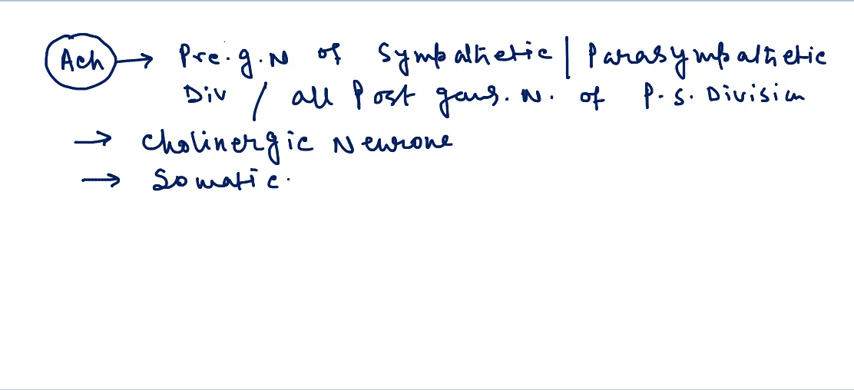 Ach → Pre.g.N of Sympathetic | Parasympathetic
Div / all Post gang. N. of P.S. Division
→ Cholinergic Neurone
→ Somatic.